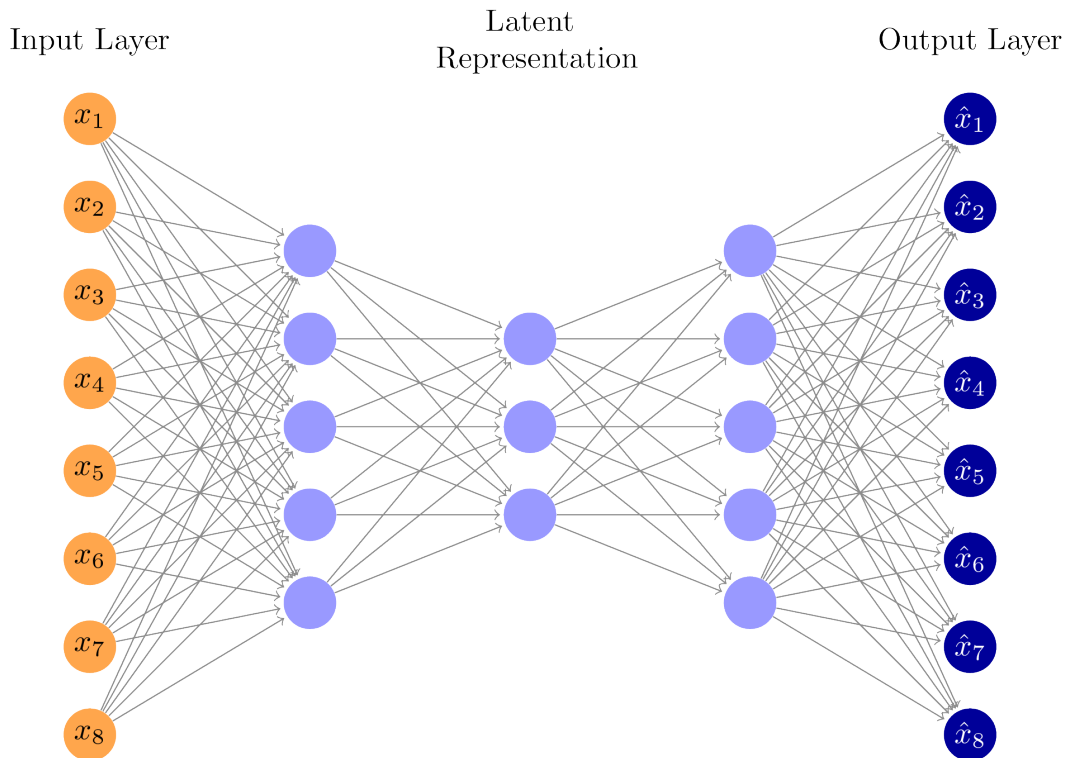 Input Layer
Latent
Representation
Output Layer
x₁
x₂
x₃
x₄
x₅
x₆
x₇
x₈
x̂₁
x̂₂
x̂₃
x̂₄
x̂₅
x̂₆
x̂₇
x̂₈